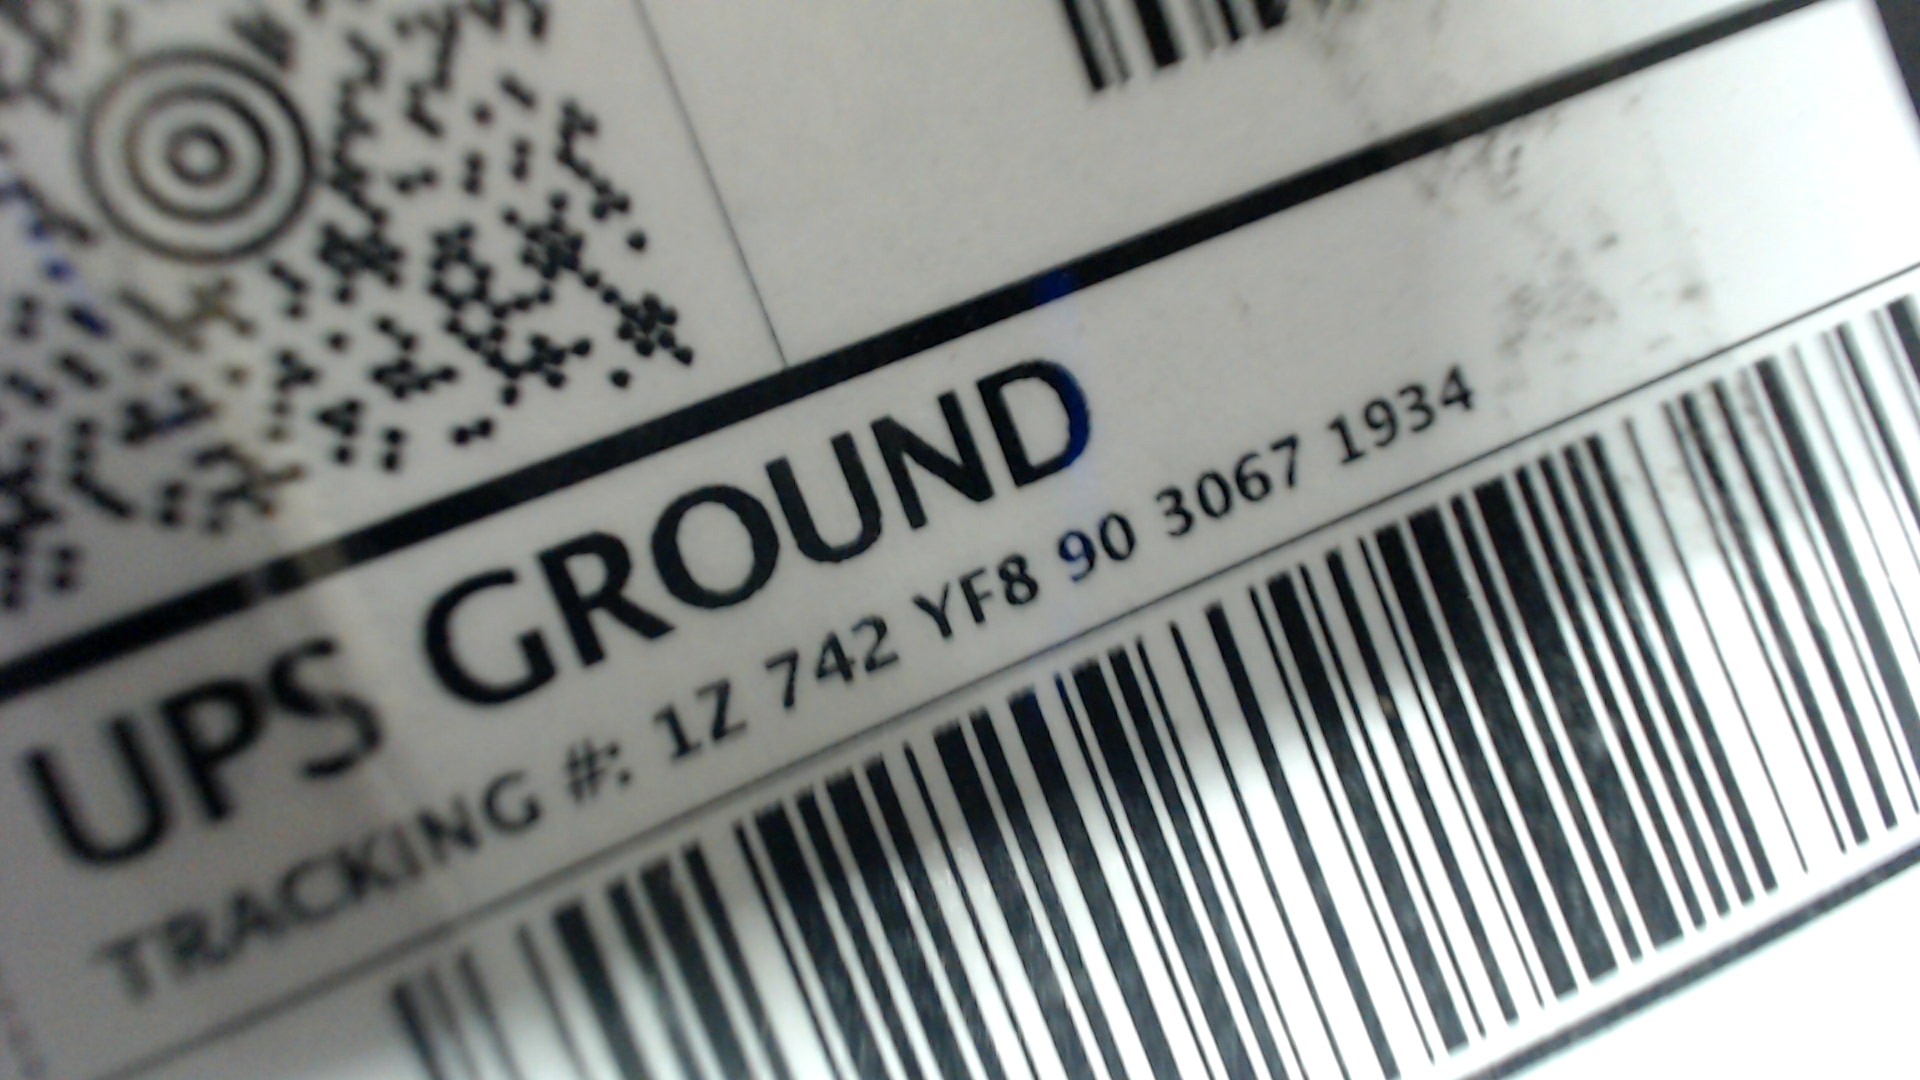 UPS GROUND
TRACKING #: 1Z 742 YF8 90 3067 1934